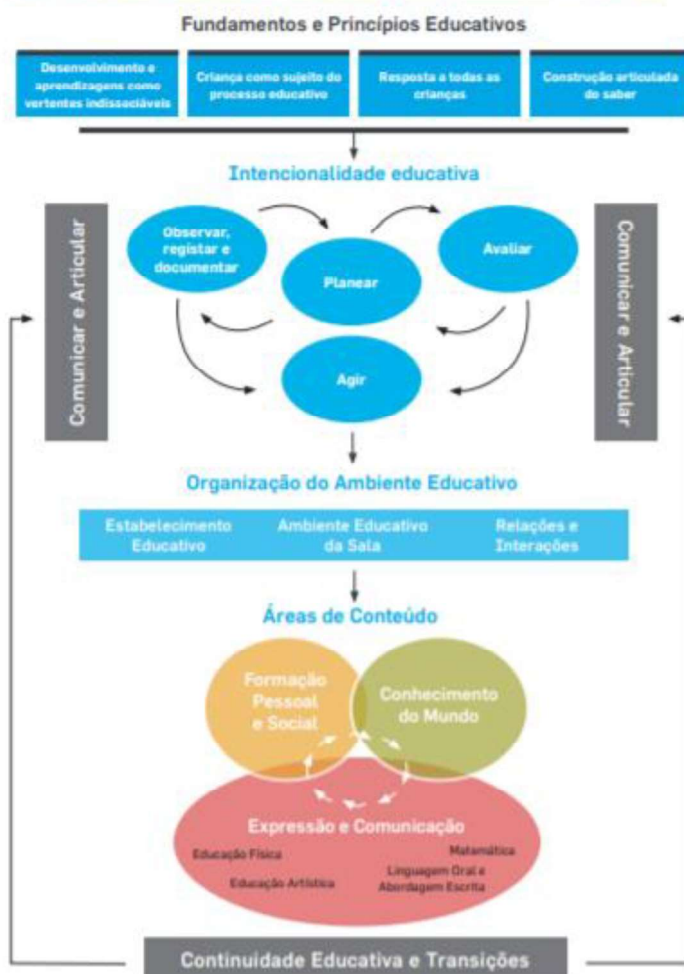 Fundamentos e Princípios Educativos
Desenvolvimento e
aprendizagens como
vertentes indissociáveis
Criança como sujeito do
processo educativo
Resposta a todas as
crianças
Construção articulada
do saber
Intencionalidade educativa
Comunicar e Articular
Observar,
registar e
documentar
Planear
Avaliar
Agir
Comunicar e Articular
Organização do Ambiente Educativo
Estabelecimento
Educativo
Ambiente Educativo
da Sala
Relações e
Interações
Áreas de Conteúdo
Formação
Pessoal
e Social
Conhecimento
do Mundo
Expressão e Comunicação
Educação Física
Matemática
Educação Artística
Linguagem Oral e
Abordagem Escrita
Continuidade Educativa e Transições